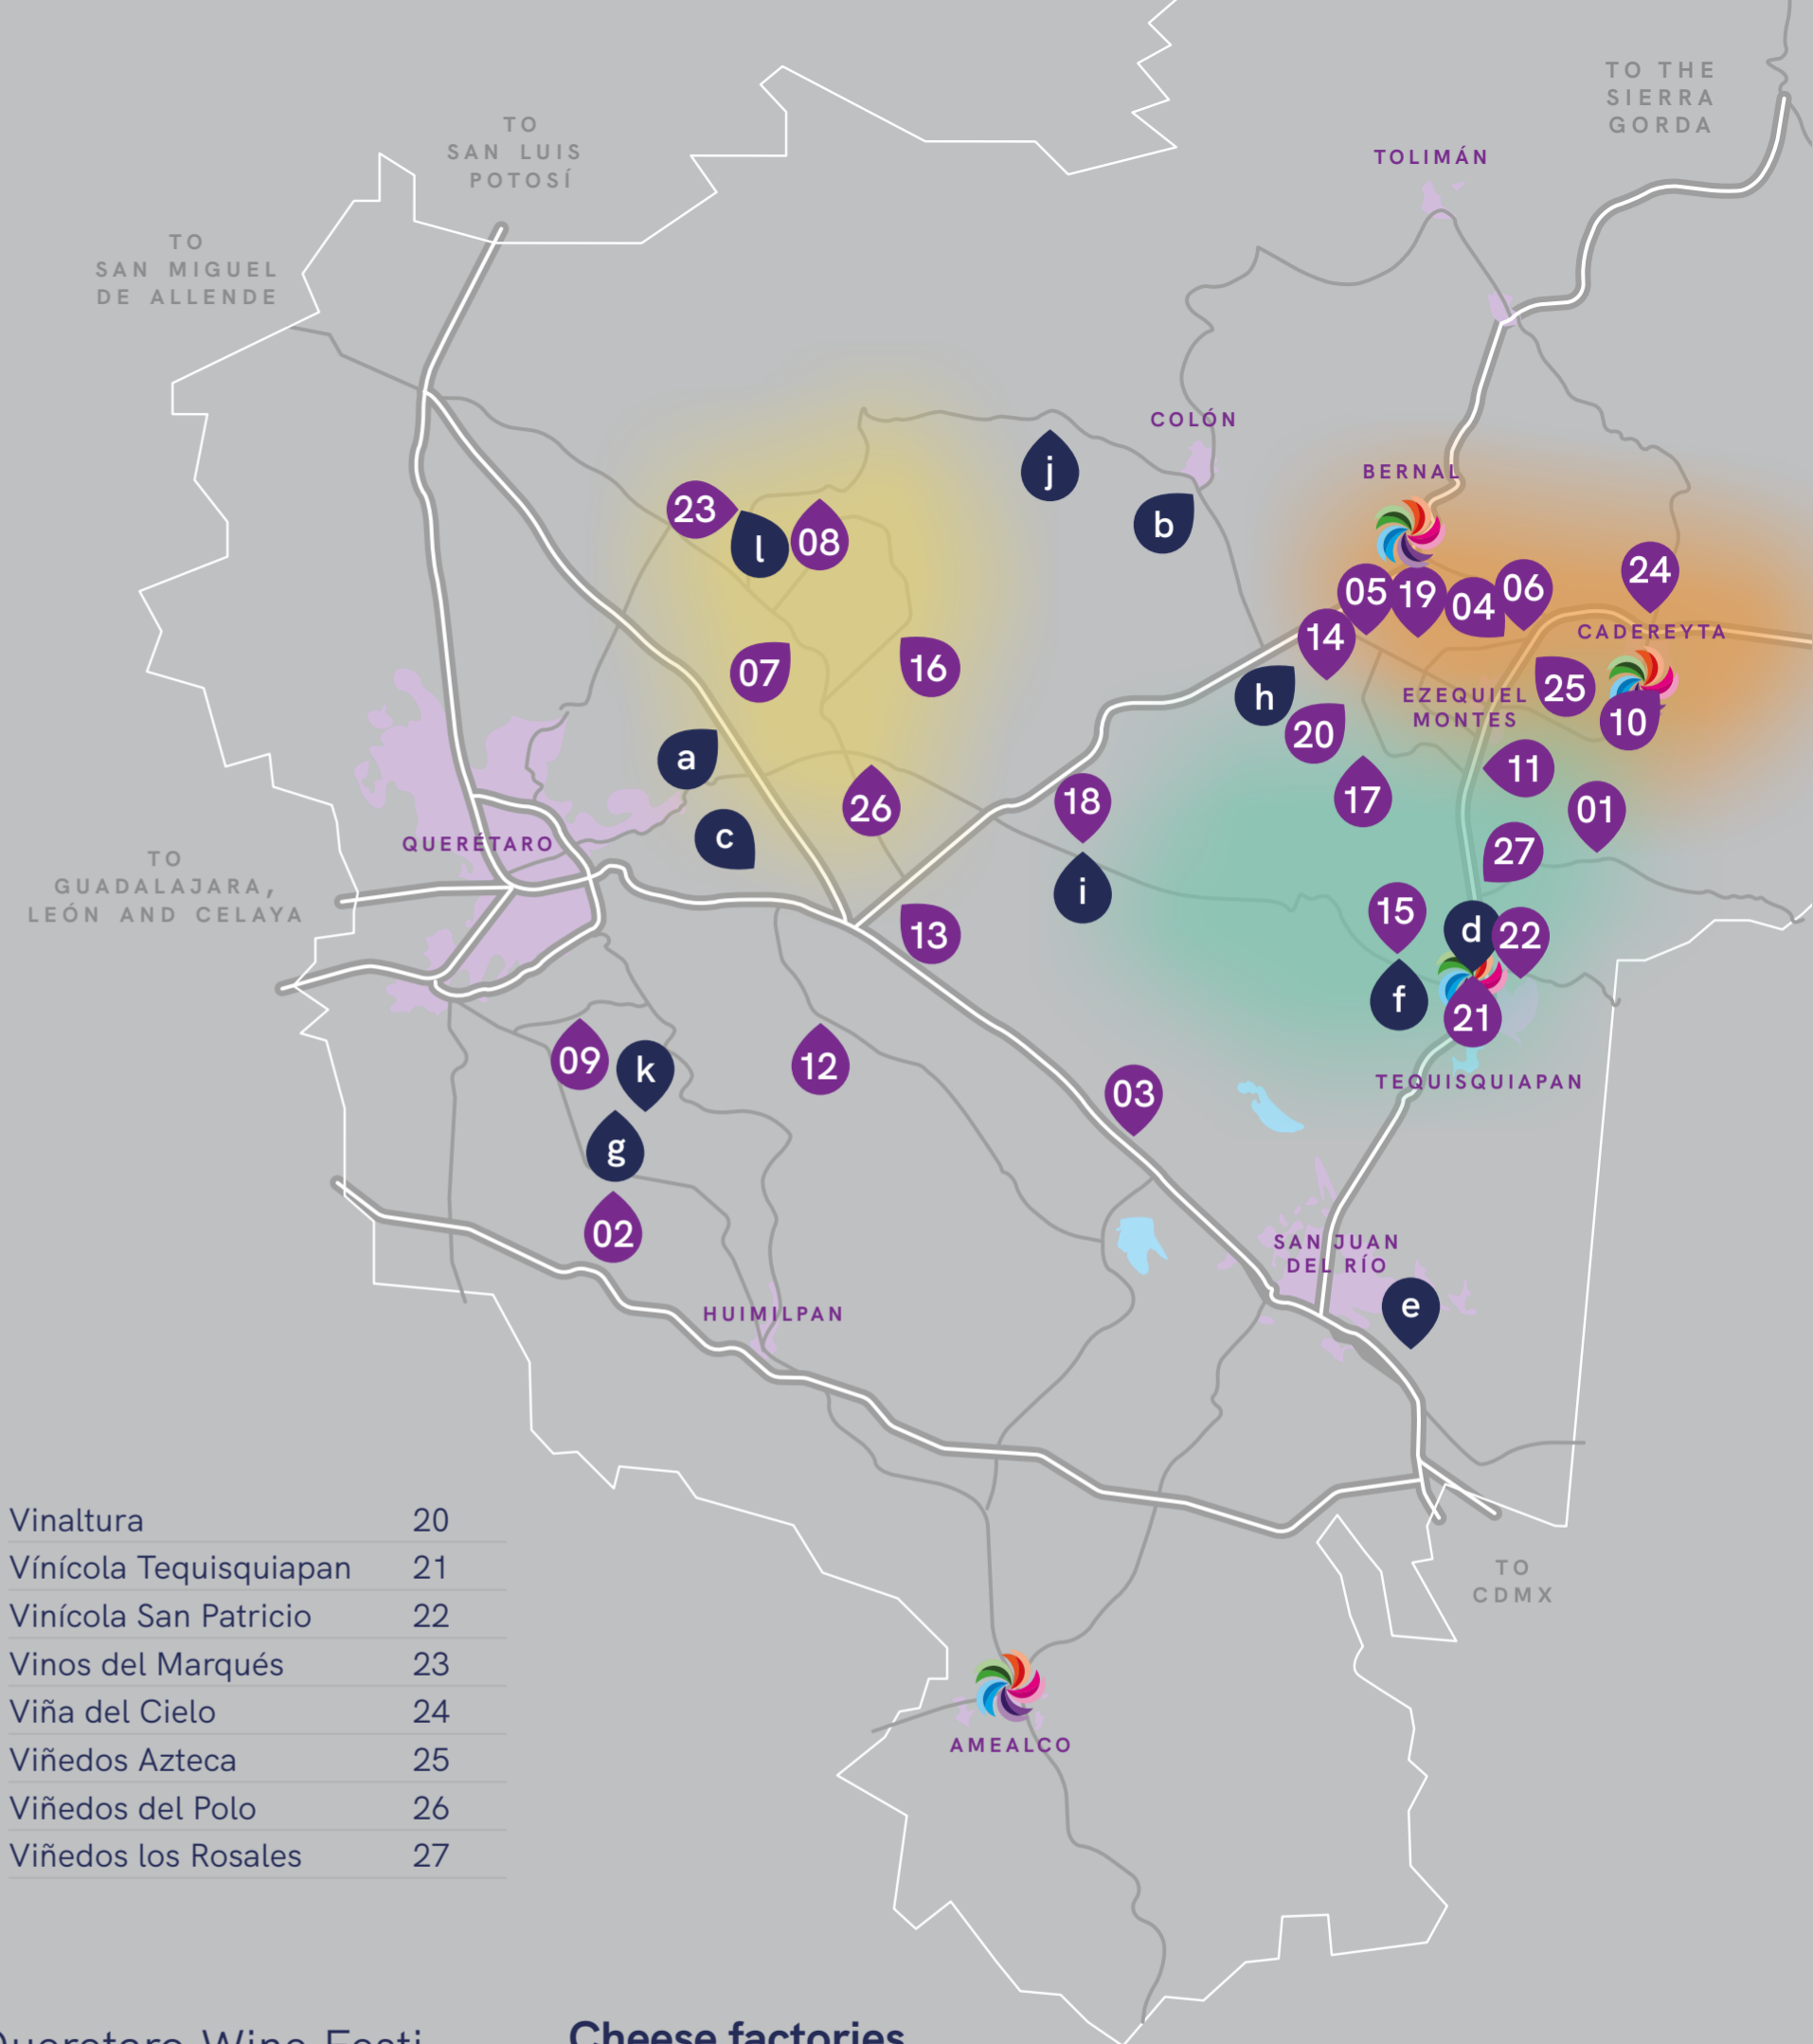 TO THE
SIERRA
GORDA
TO
SAN LUIS
POTOSÍ
TOLIMÁN
TO
SAN MIGUEL
DE ALLENDE
COLÓN
BERNAL
j
23
l
08
b
05
19
04
06
24
14
CADEREYTA
07
16
h
EZEQUIEL
MONTES
25
10
20
a
11
17
18
26
01
c
QUERÉTARO
27
TO
GUADALAJARA,
LEÓN AND CELAYA
i
15
d
22
13
f
21
09
k
12
TEQUISQUIAPAN
03
g
02
SAN JUAN
DEL RÍO
e
HUIMILPAN
Vinaltura 20
Vínícola Tequisquiapan 21
Vinícola San Patricio 22
Vinos del Marqués 23
Viña del Cielo 24
Viñedos Azteca 25
Viñedos del Polo 26
Viñedos los Rosales 27
TO
CDMX
AMEALCO
Wine
Cheese factories